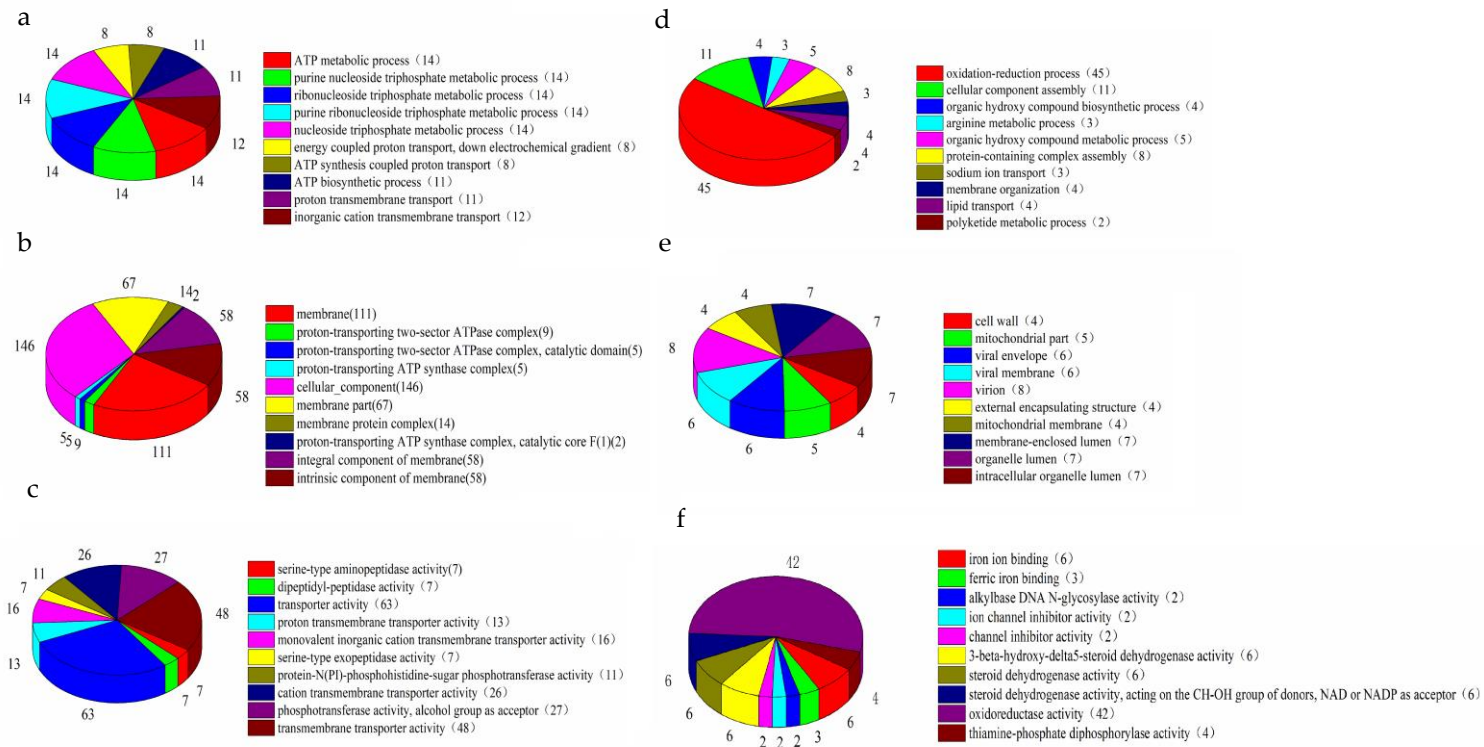 a
8
8
14
11
14
11
14
12
14
14
14
ATP metabolic process (14)
purine nucleoside triphosphate metabolic process (14)
ribonucleoside triphosphate metabolic process (14)
purine ribonucleoside triphosphate metabolic process (14)
nucleoside triphosphate metabolic process (14)
energy coupled proton transport, down electrochemical gradient (8)
ATP synthesis coupled proton transport (8)
ATP biosynthetic process (11)
proton transmembrane transport (11)
inorganic cation transmembrane transport (12)
b
67
14
2
58
146
58
5
5
9
111
membrane(111)
proton-transporting two-sector ATPase complex(9)
proton-transporting two-sector ATPase complex, catalytic domain(5)
proton-transporting ATP synthase complex(5)
cellular_component(146)
membrane part(67)
membrane protein complex(14)
proton-transporting ATP synthase complex, catalytic core F(1)(2)
integral component of membrane(58)
intrinsic component of membrane(58)
c
26
27
11
7
16
48
13
7
7
63
serine-type aminopeptidase activity(7)
dipeptidyl-peptidase activity (7)
transporter activity (63)
proton transmembrane transporter activity (13)
monovalent inorganic cation transmembrane transporter activity (16)
serine-type exopeptidase activity (7)
protein-N(PI)-phosphohistidine-sugar phosphotransferase activity (11)
cation transmembrane transporter activity (26)
phosphotransferase activity, alcohol group as acceptor (27)
transmembrane transporter activity (48)
d
4
3
5
11
8
3
4
4
2
45
oxidation-reduction process (45)
cellular component assembly (11)
organic hydroxy compound biosynthetic process (4)
arginine metabolic process (3)
organic hydroxy compound metabolic process (5)
protein-containing complex assembly (8)
sodium ion transport (3)
membrane organization (4)
lipid transport (4)
polyketide metabolic process (2)
e
4
7
4
7
8
7
6
4
6
5
cell wall (4)
mitochondrial part (5)
viral envelope (6)
viral membrane (6)
virion (8)
external encapsulating structure (4)
mitochondrial membrane (4)
membrane-enclosed lumen (7)
organelle lumen (7)
intracellular organelle lumen (7)
f
42
6
4
6
6
6
2
2
2
3
iron ion binding (6)
ferric iron binding (3)
alkylbase DNA N-glycosylase activity (2)
ion channel inhibitor activity (2)
channel inhibitor activity (2)
3-beta-hydroxy-delta5-steroid dehydrogenase activity (6)
steroid dehydrogenase activity (6)
steroid dehydrogenase activity, acting on the CH-OH group of donors, NAD or NADP as acceptor (6)
oxidoreductase activity (42)
thiamine-phosphate diphosphorylase activity (4)